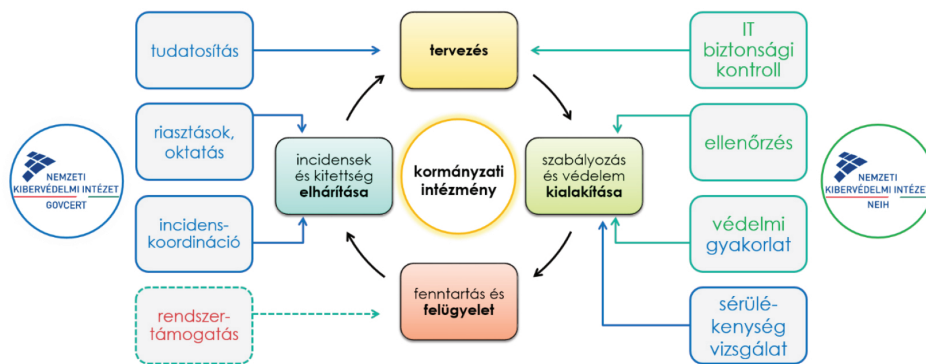 tudatosítás
tervezés
IT
biztonsági
kontroll
riasztások,
oktatás
incidensek
és kitettség
elhárítása
kormányzati
intézmény
szabályozás
és védelem
kialakítása
ellenőrzés
NEMZETI
KIBERVÉDELMI INTÉZET
GOVCERT
NEMZETI
KIBERVÉDELMI INTÉZET
NEIH
incidens-
koordináció
védelmi
gyakorlat
rendszer-
támogatás
fenntartás és
felügyelet
sérülé-
kenység
vizsgálat